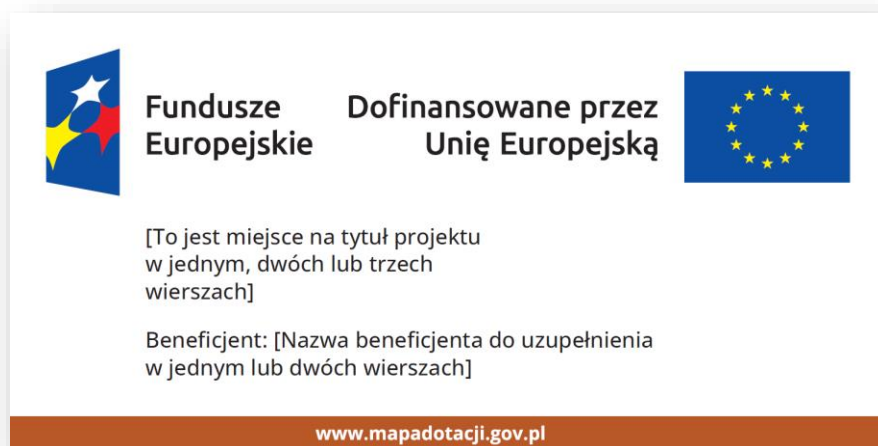 Fundusze
Europejskie
Dofinansowane przez
Unię Europejską
[To jest miejsce na tytuł projektu
w jednym, dwóch lub trzech
wierszach]
Beneficjent: [Nazwa beneficjenta do uzupełnienia
w jednym lub dwóch wierszach]
www.mapadotacji.gov.pl